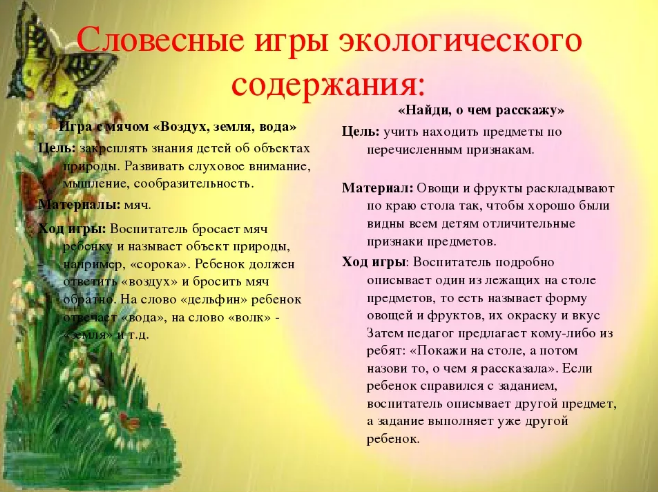 Словесные игры экологического
содержания:
Игра с мячом «Воздух, земля, вода»
Цель: закреплять знания детей об объектах
природы. Развивать слуховое внимание,
мышление, сообразительность.
Материалы: мяч.
Ход игры: Воспитатель бросает мяч
ребенку и называет объект природы,
например, «сорока». Ребенок должен
ответить «воздух» и бросить мяч
обратно. На слово «дельфин» ребенок
отвечает «вода», на слово «волк» -
«земля» и т.д.
«Найди, о чем расскажу»
Цель: учить находить предметы по
перечисленным признакам.
Материал: Овощи и фрукты раскладывают
по краю стола так, чтобы хорошо были
видны всем детям отличительные
признаки предметов.
Ход игры: Воспитатель подробно
описывает один из лежащих на столе
предметов, то есть называет форму
овощей и фруктов, их окраску и вкус
Затем педагог предлагает кому-либо из
ребят: «Покажи на столе, а потом
назови то, о чем я рассказала». Если
ребенок справился с заданием,
воспитатель описывает другой предмет,
а задание выполняет уже другой
ребенок.